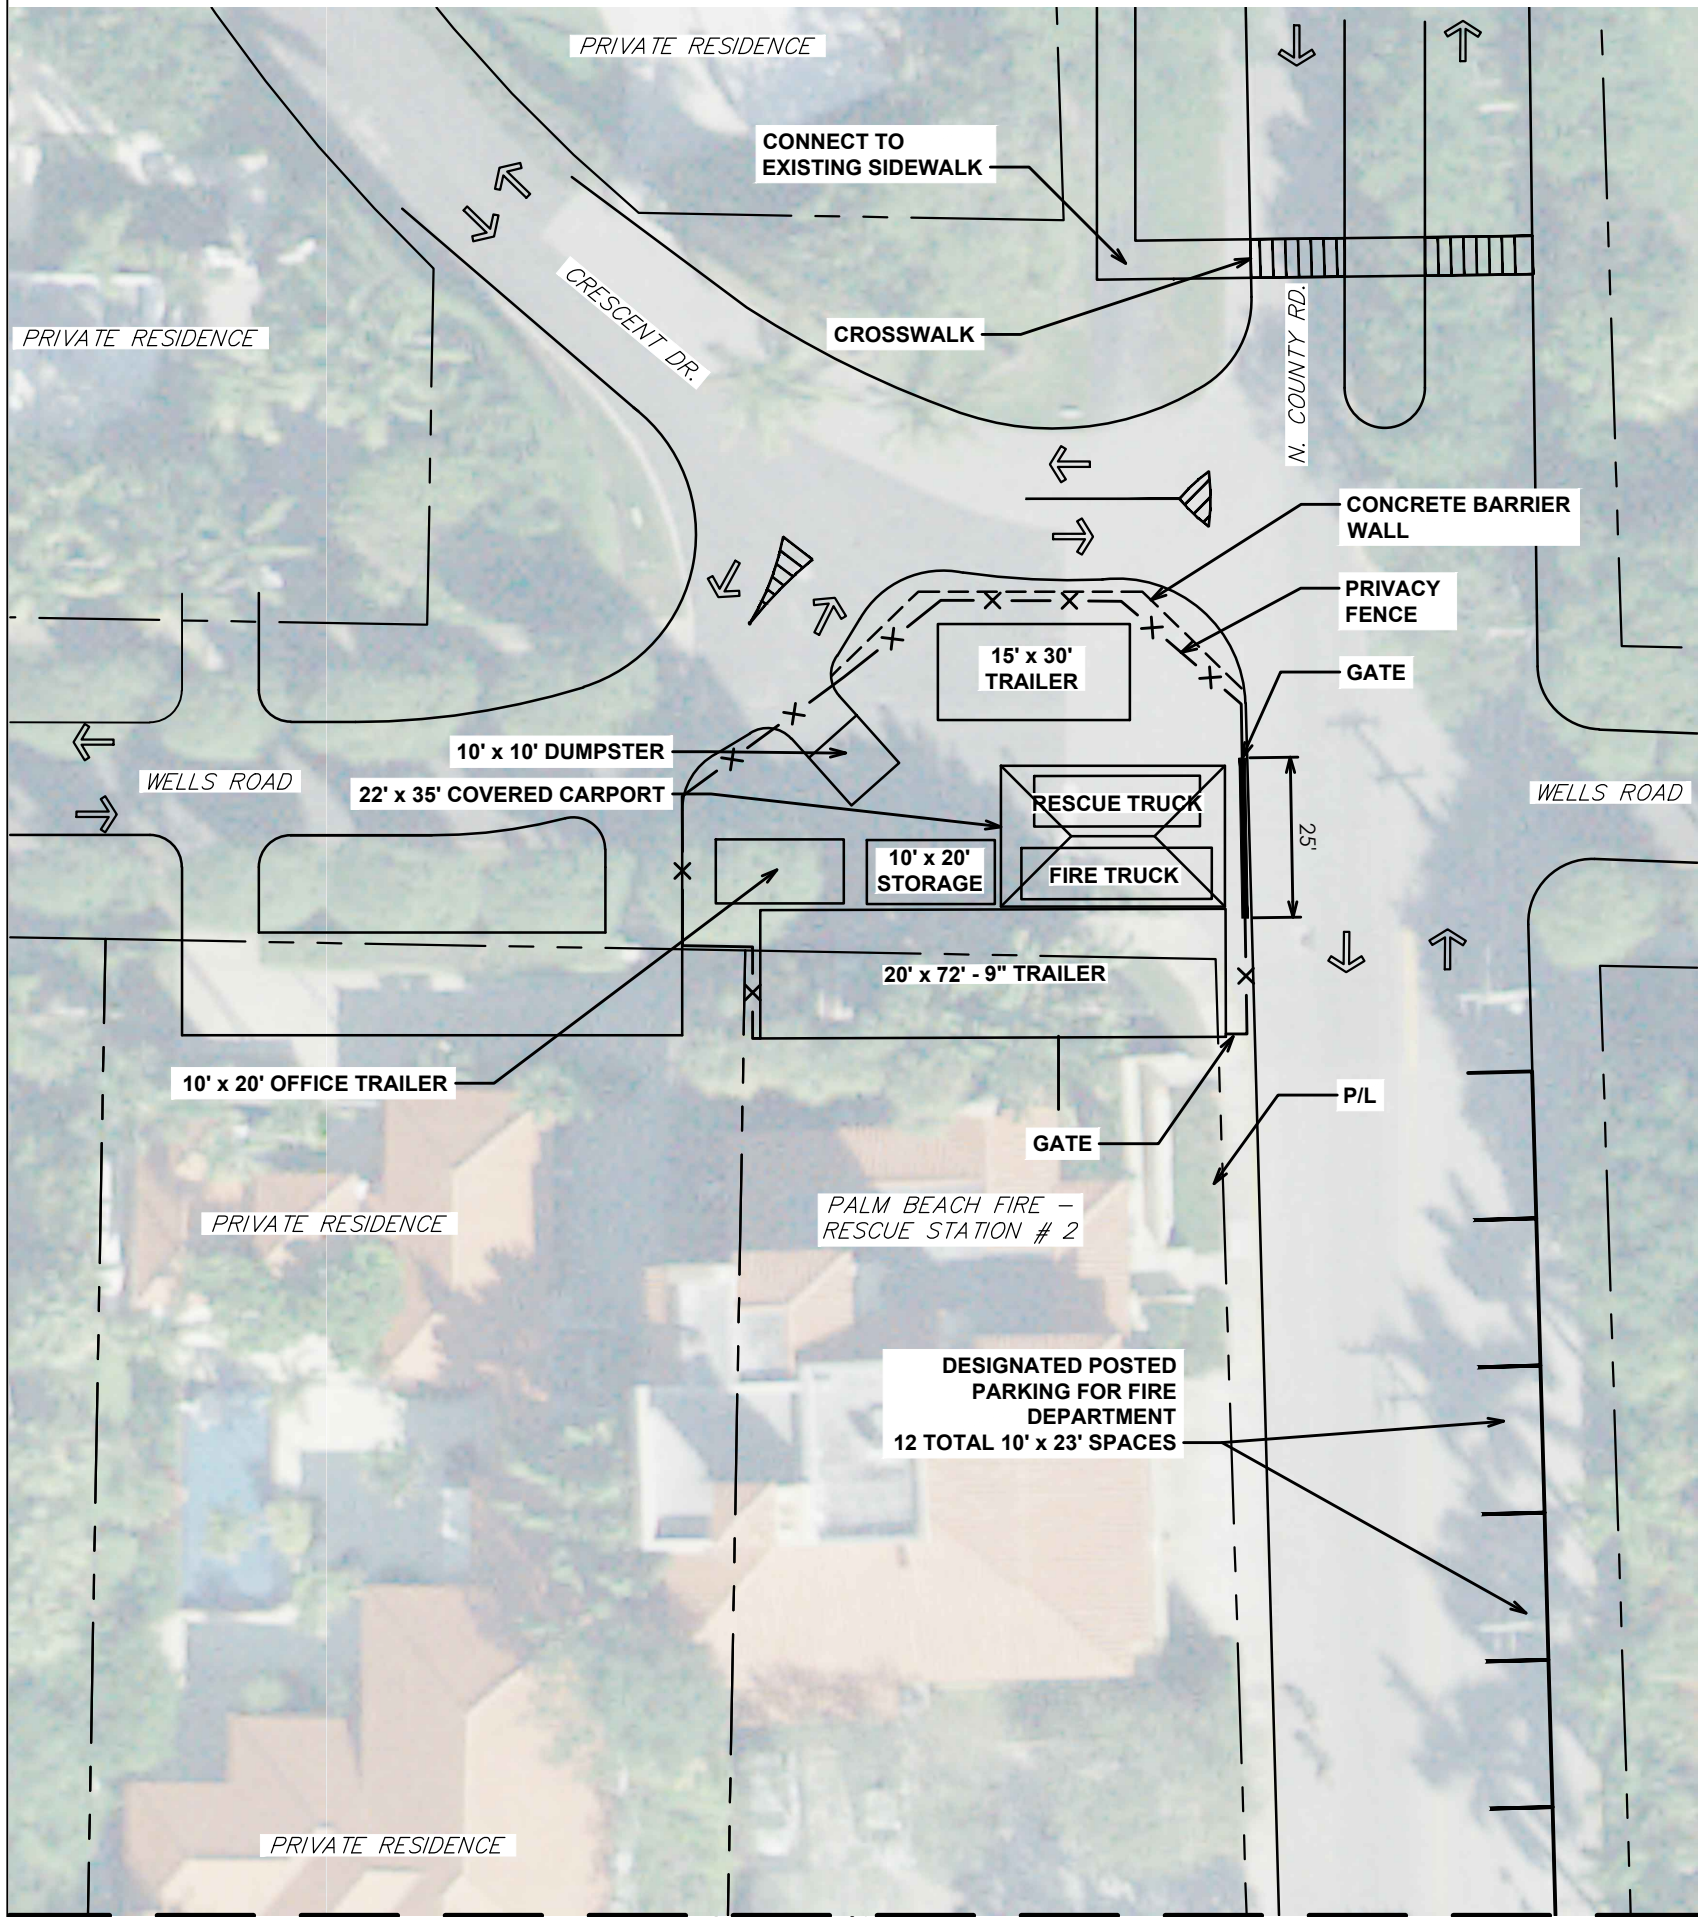 PRIVATE RESIDENCE
CONNECT TO
EXISTING SIDEWALK
CRESCENT DR.
PRIVATE RESIDENCE
CROSSWALK
N. COUNTY RD.
CONCRETE BARRIER
WALL
PRIVACY
FENCE
15' x 30'
TRAILER
GATE
10' x 10' DUMPSTER
WELLS ROAD
22' x 35' COVERED CARPORT
RESCUE TRUCK
WELLS ROAD
25'
10' x 20'
STORAGE
FIRE TRUCK
20' x 72' - 9" TRAILER
10' x 20' OFFICE TRAILER
P/L
GATE
PRIVATE RESIDENCE
PALM BEACH FIRE –
RESCUE STATION # 2
DESIGNATED POSTED
PARKING FOR FIRE
DEPARTMENT
12 TOTAL 10' x 23' SPACES
PRIVATE RESIDENCE